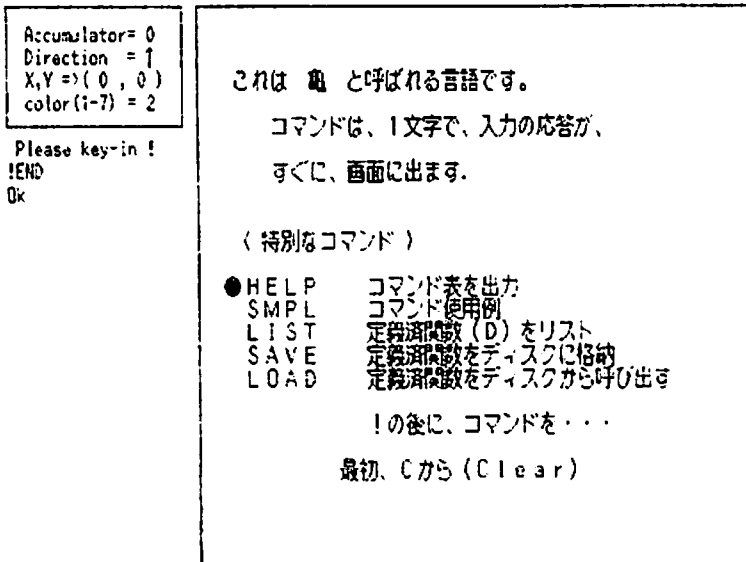 Accumulator= 0
Direction =↑
X,Y =>( 0 , 0 )
color(1-7) = 2
Please key-in !
!END
Ok
これは 亀 と呼ばれる言語です。
コマンドは、1文字で、入力の応答が、
すぐに、画面に出ます.
〈 特別なコマンド 〉
●HELP コマンド表を出力
SMPL コマンド使用例
LIST 定義済関数(D)をリスト
SAVE 定義済関数をディスクに格納
LOAD 定義済関数をディスクから呼び出す
!の後に、コマンドを・・・
最初、Cから(Clear)